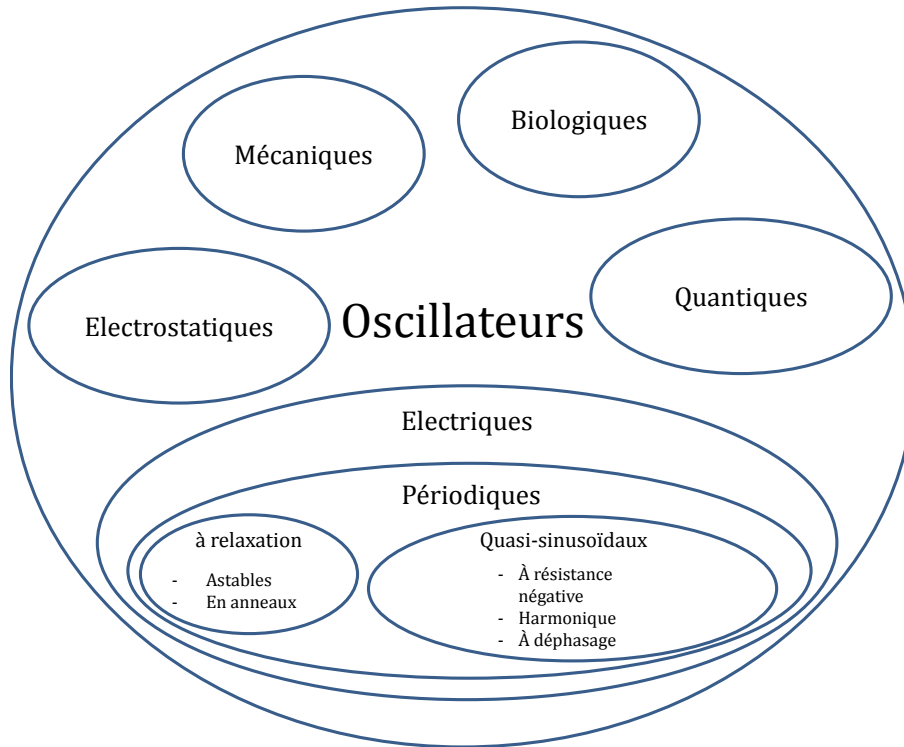 Biologiques
Mécaniques
Quantiques
Electrostatiques
Oscillateurs
Electriques
Périodiques
à relaxation
- Astables
- En anneaux
Quasi-sinusoïdaux
- À résistance
négative
- Harmonique
- À déphasage